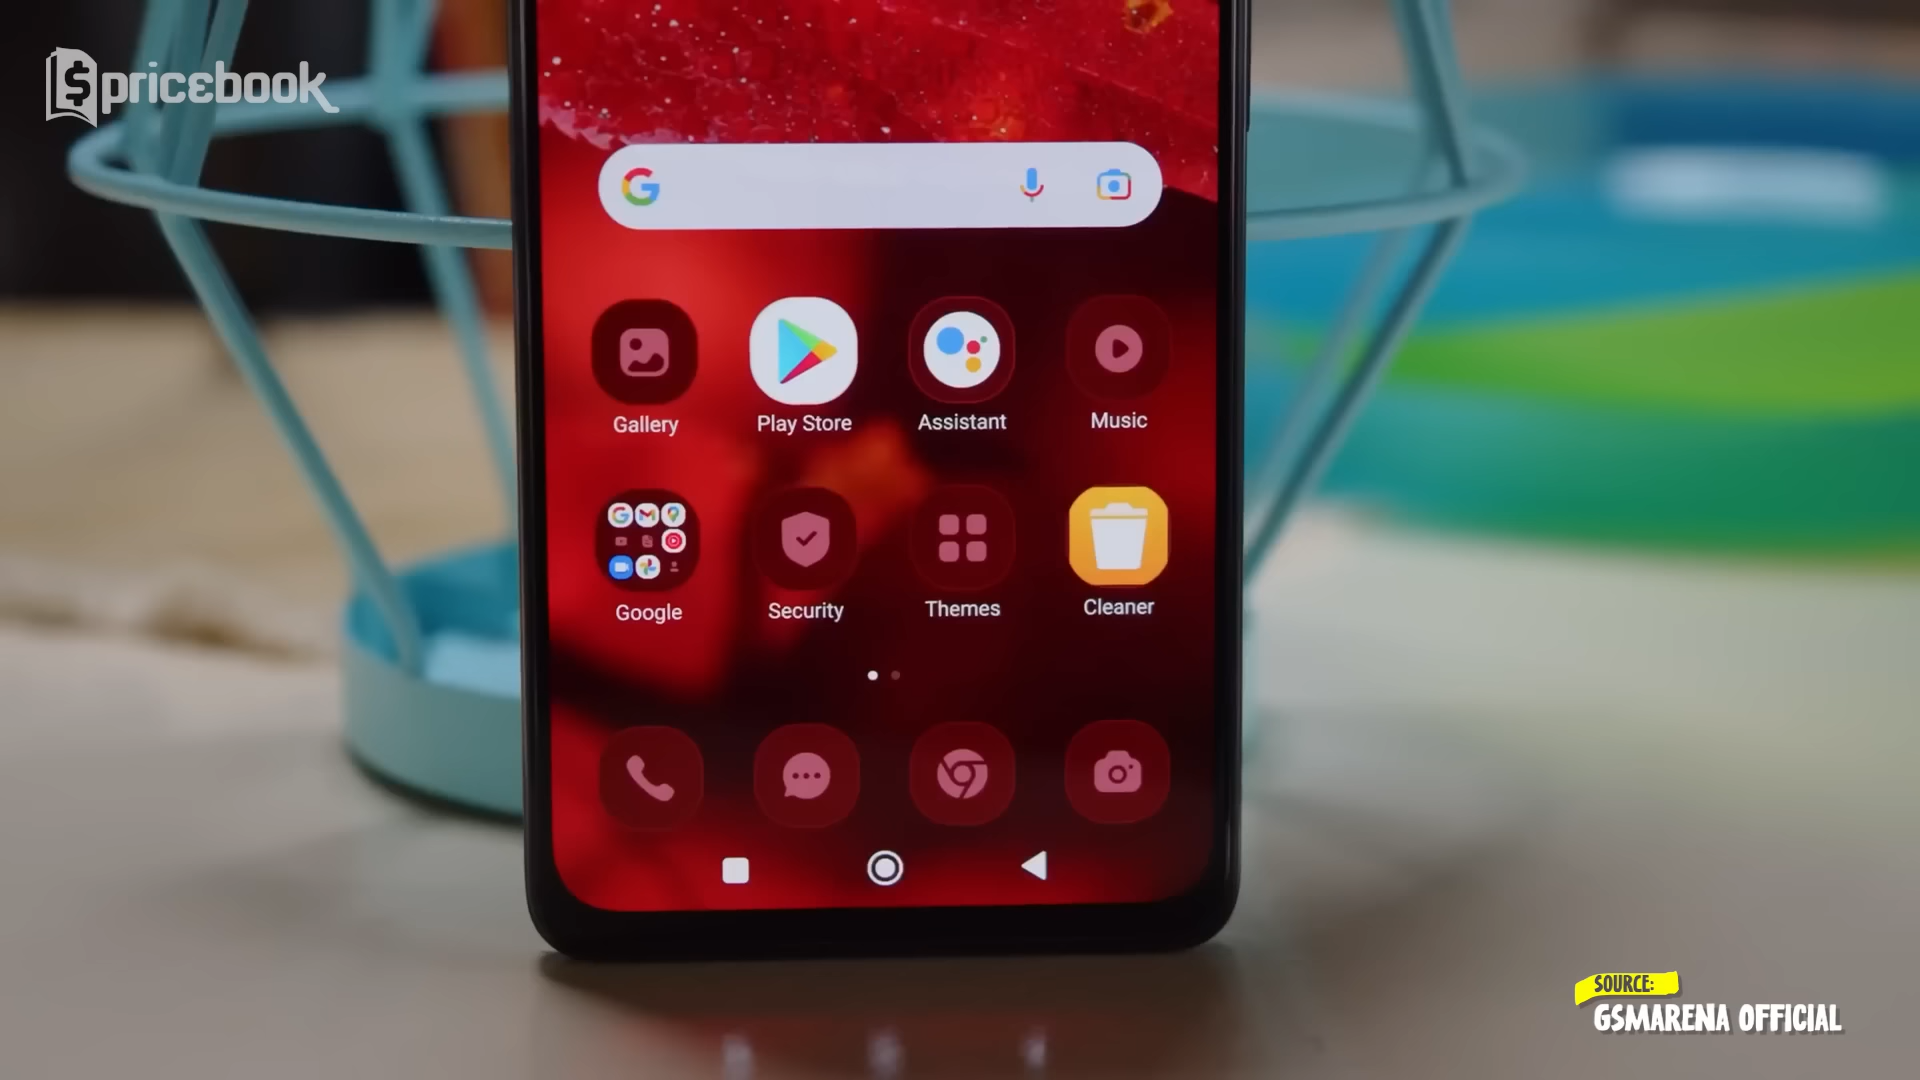 pricebook
Gallery
Play Store
Assistant
Music
Google
Security
Themes
Cleaner
SOURCE:
GSMARENA OFFICIAL